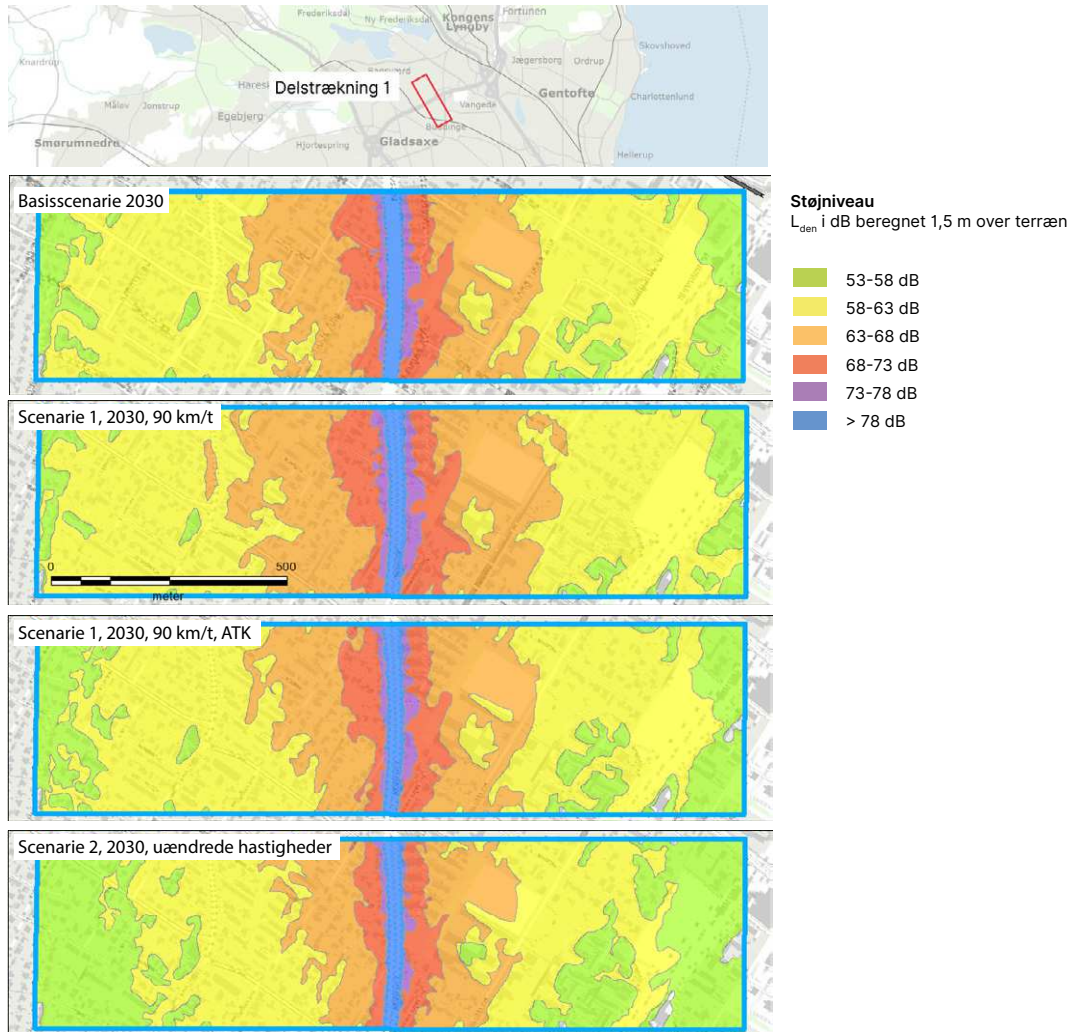 Frederiksdal
Ny Frederiksdal
Kongens
Lyngby
Fortunen
Skovshoved
Knardrup
Jægersborg
Ordrup
Delstrækning 1
Måløv
Jonstrup
Egebjerg
Vangede
Gentofte
Charlottenlund
Smørumnedre
Hjortespring
Gladsaxe
Hellerup
Basisscenarie 2030
Støjniveau
Lden i dB beregnet 1,5 m over terræn
53-58 dB
58-63 dB
63-68 dB
68-73 dB
73-78 dB
> 78 dB
Scenarie 1, 2030, 90 km/t
0
500
meter
Scenarie 1, 2030, 90 km/t, ATK
Scenarie 2, 2030, uændrede hastigheder